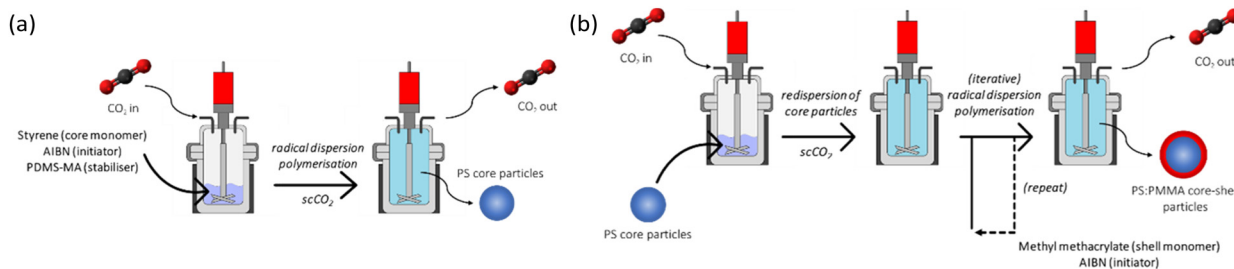 (a)
CO₂ in
Styrene (core monomer)
AIBN (initiator)
PDMS-MA (stabiliser)
radical dispersion
polymerisation
scCO₂
CO₂ out
PS core particles
(b)
CO₂ in
PS core particles
redispersion of
core particles
scCO₂
(iterative)
radical dispersion
polymerisation
(repeat)
Methyl methacrylate (shell monomer)
AIBN (initiator)
CO₂ out
PS:PMMA core-she
particles